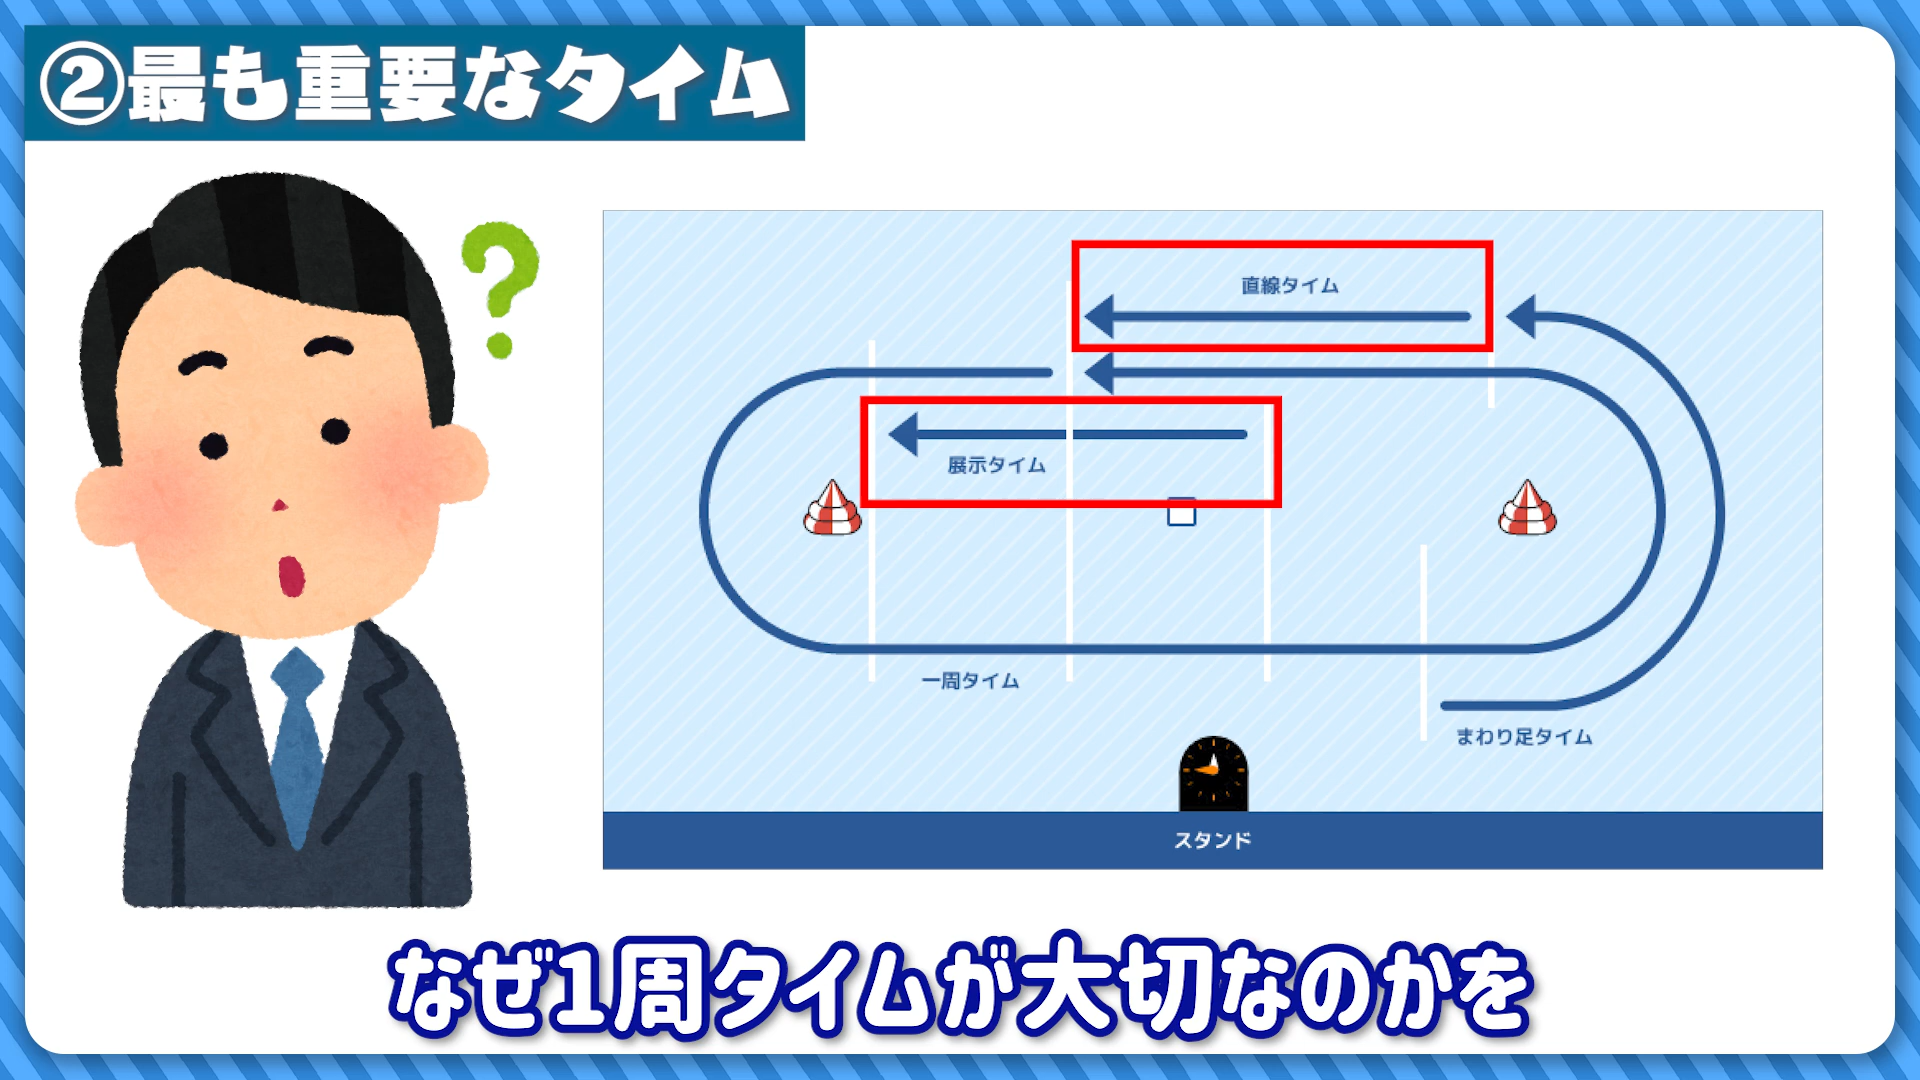 ②最も重要なタイム
?
直線タイム
展示タイム
一周タイム
まわり足タイム
スタンド
なぜ1周タイムが大切なのかを